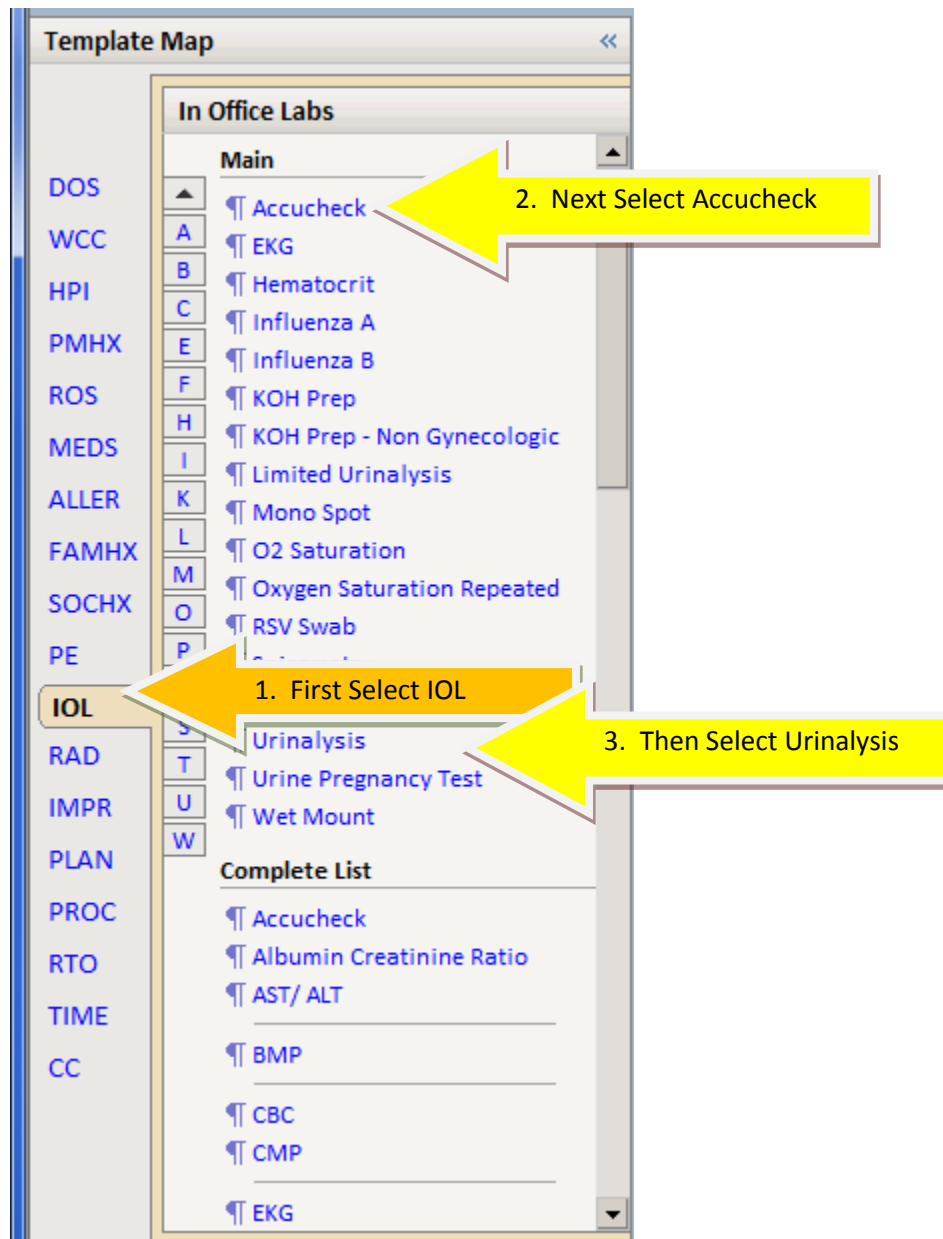 Template Map «
In Office Labs
DOS
WCC
HPI
PMHX
ROS
MEDS
ALLER
FAMHX
SOCHX
PE
IOL
RAD
IMPR
PLAN
PROC
RTO
TIME
CC
A
B
C
E
F
H
I
K
L
M
O
P
S
T
U
W
Main
¶ Accucheck
¶ EKG
¶ Hematocrit
¶ Influenza A
¶ Influenza B
¶ KOH Prep
¶ KOH Prep - Non Gynecologic
¶ Limited Urinalysis
¶ Mono Spot
¶ O2 Saturation
¶ Oxygen Saturation Repeated
¶ RSV Swab
¶ Urinalysis
¶ Urine Pregnancy Test
¶ Wet Mount
Complete List
¶ Accucheck
¶ Albumin Creatinine Ratio
¶ AST/ ALT
¶ BMP
¶ CBC
¶ CMP
¶ EKG
2. Next Select Accucheck
1. First Select IOL
3. Then Select Urinalysis